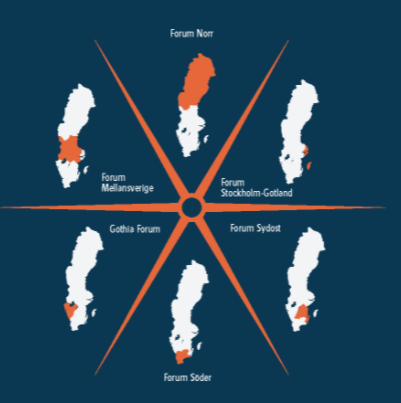 Forum Norr
Forum
Mellansverige
Forum
Stockholm-Gotland
Gothia Forum
Forum Sydost
Forum Söder